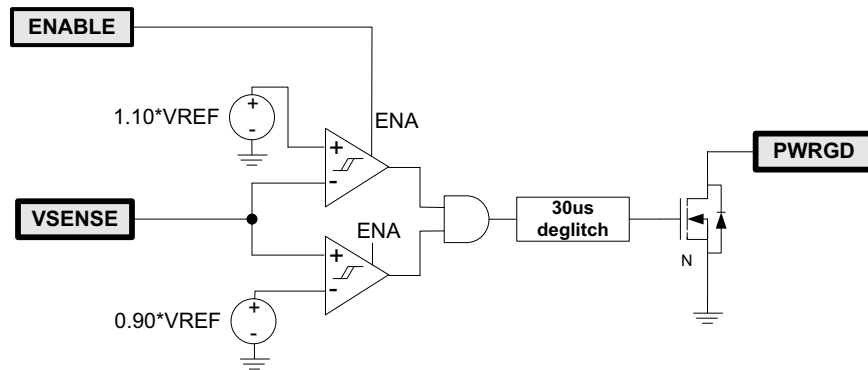 ENABLE
1.10*VREF
+
-
ENA
+
-
PWRGD
VSENSE
30us
deglitch
ENA
+
-
N
0.90*VREF
+
-